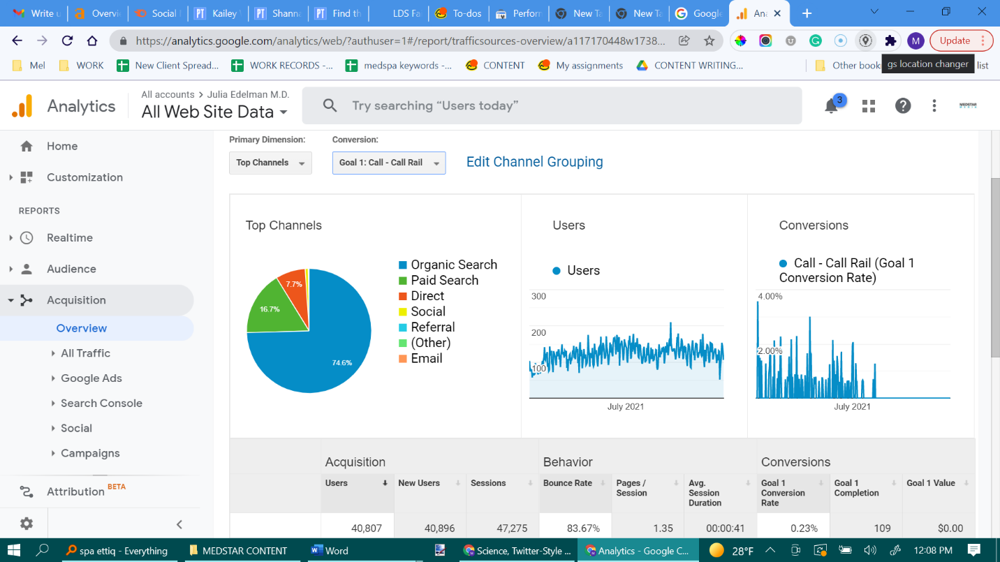 Write u
Overvi
Social
Kailey
Shanna
Find th
LDS Fa
To-dos
Perform
New Ta
New Ta
Google
Ana
https://analytics.google.com/analytics/web/?authuser=1#/report/trafficsources-overview/a117170448w1738...
M
Update
Mel
WORK
New Client Spread...
WORK RECORDS -...
medspa keywords -...
CONTENT
My assignments
CONTENT WRITING...
Other book
gs location changer
list
Analytics
All accounts > Julia Edelman M.D.
All Web Site Data
Try searching “Users today”
3
MEDSTAR
MEDIA
Home
Customization
REPORTS
Realtime
Audience
Acquisition
Overview
All Traffic
Google Ads
Search Console
Social
Campaigns
Attribution BETA
Primary Dimension:
Conversion:
Top Channels
Goal 1: Call - Call Rail
Edit Channel Grouping
Top Channels
Organic Search
Paid Search
Direct
Social
Referral
(Other)
Email
7.7%
16.7%
74.6%
Users
Users
300
200
100
July 2021
Conversions
Call - Call Rail (Goal 1
Conversion Rate)
4.00%
2.00%
July 2021
Acquisition
Behavior
Conversions
Users
New Users
Sessions
Bounce Rate
Pages /
Session
Avg.
Session
Duration
Goal 1
Conversion
Rate
Goal 1
Completion
Goal 1 Value
40,807
40,896
47,275
83.67%
1.35
00:00:41
0.23%
109
$0.00
spa ettiq - Everything
MEDSTAR CONTENT
Word
Science, Twitter-Style ...
Analytics - Google C...
28°F
12:08 PM